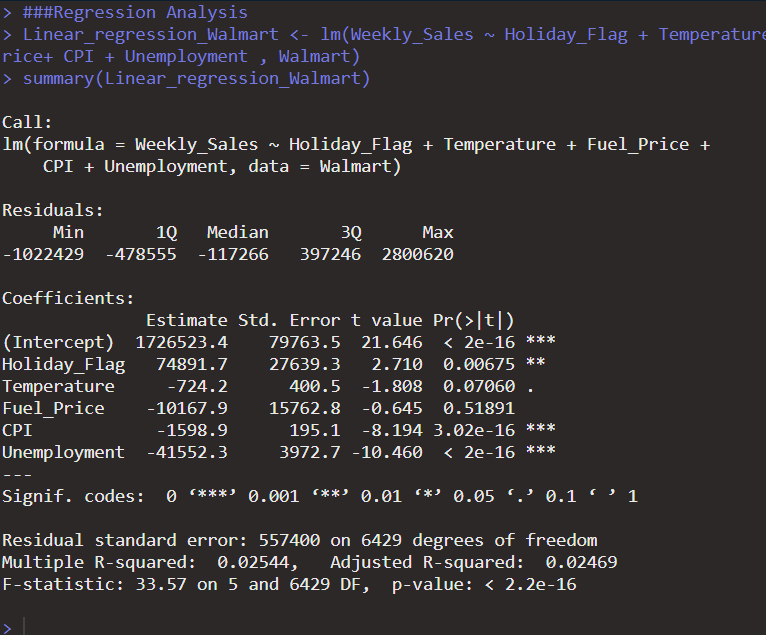 > ###Regression Analysis
> Linear_regression_Walmart <- lm(Weekly_Sales ~ Holiday_Flag + Temperature
rice+ CPI + Unemployment , Walmart)
> summary(Linear_regression_Walmart)
Call:
lm(formula = Weekly_Sales ~ Holiday_Flag + Temperature + Fuel_Price +
    CPI + Unemployment, data = Walmart)
Residuals:
     Min       1Q   Median       3Q      Max
-1022429  -478555  -117266   397246  2800620
Coefficients:
              Estimate Std. Error t value Pr(>|t|)
(Intercept)  1726523.4    79763.5  21.646  < 2e-16 ***
Holiday_Flag   74891.7    27639.3   2.710  0.00675 **
Temperature     -724.2      400.5  -1.808  0.07060 .
Fuel_Price    -10167.9    15762.8  -0.645  0.51891
CPI            -1598.9      195.1  -8.194 3.02e-16 ***
Unemployment  -41552.3     3972.7 -10.460  < 2e-16 ***
---
Signif. codes:  0 ‘***’ 0.001 ‘**’ 0.01 ‘*’ 0.05 ‘.’ 0.1 ‘ ’ 1
Residual standard error: 557400 on 6429 degrees of freedom
Multiple R-squared:  0.02544,   Adjusted R-squared:  0.02469
F-statistic: 33.57 on 5 and 6429 DF,  p-value: < 2.2e-16
>